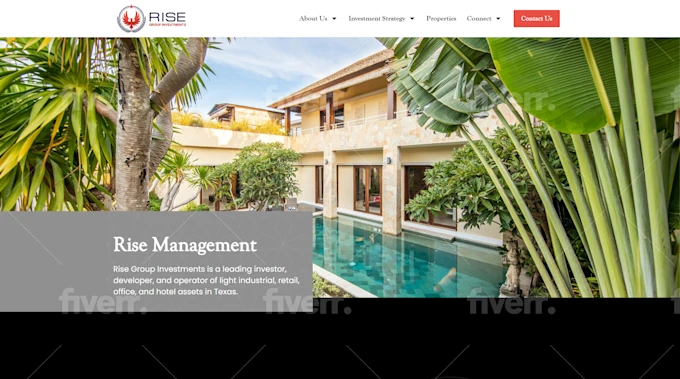 RISE
GROUP INVESTMENTS
About Us
Investment Strategy
Properties
Connect
Contact Us
Rise Management
Rise Group Investments is a leading investor,
developer, and operator of light industrial, retail,
office, and hotel assets in Texas.
fiverr.
fiverr.
fiverr.
fiverr.
fiverr.
fiverr.